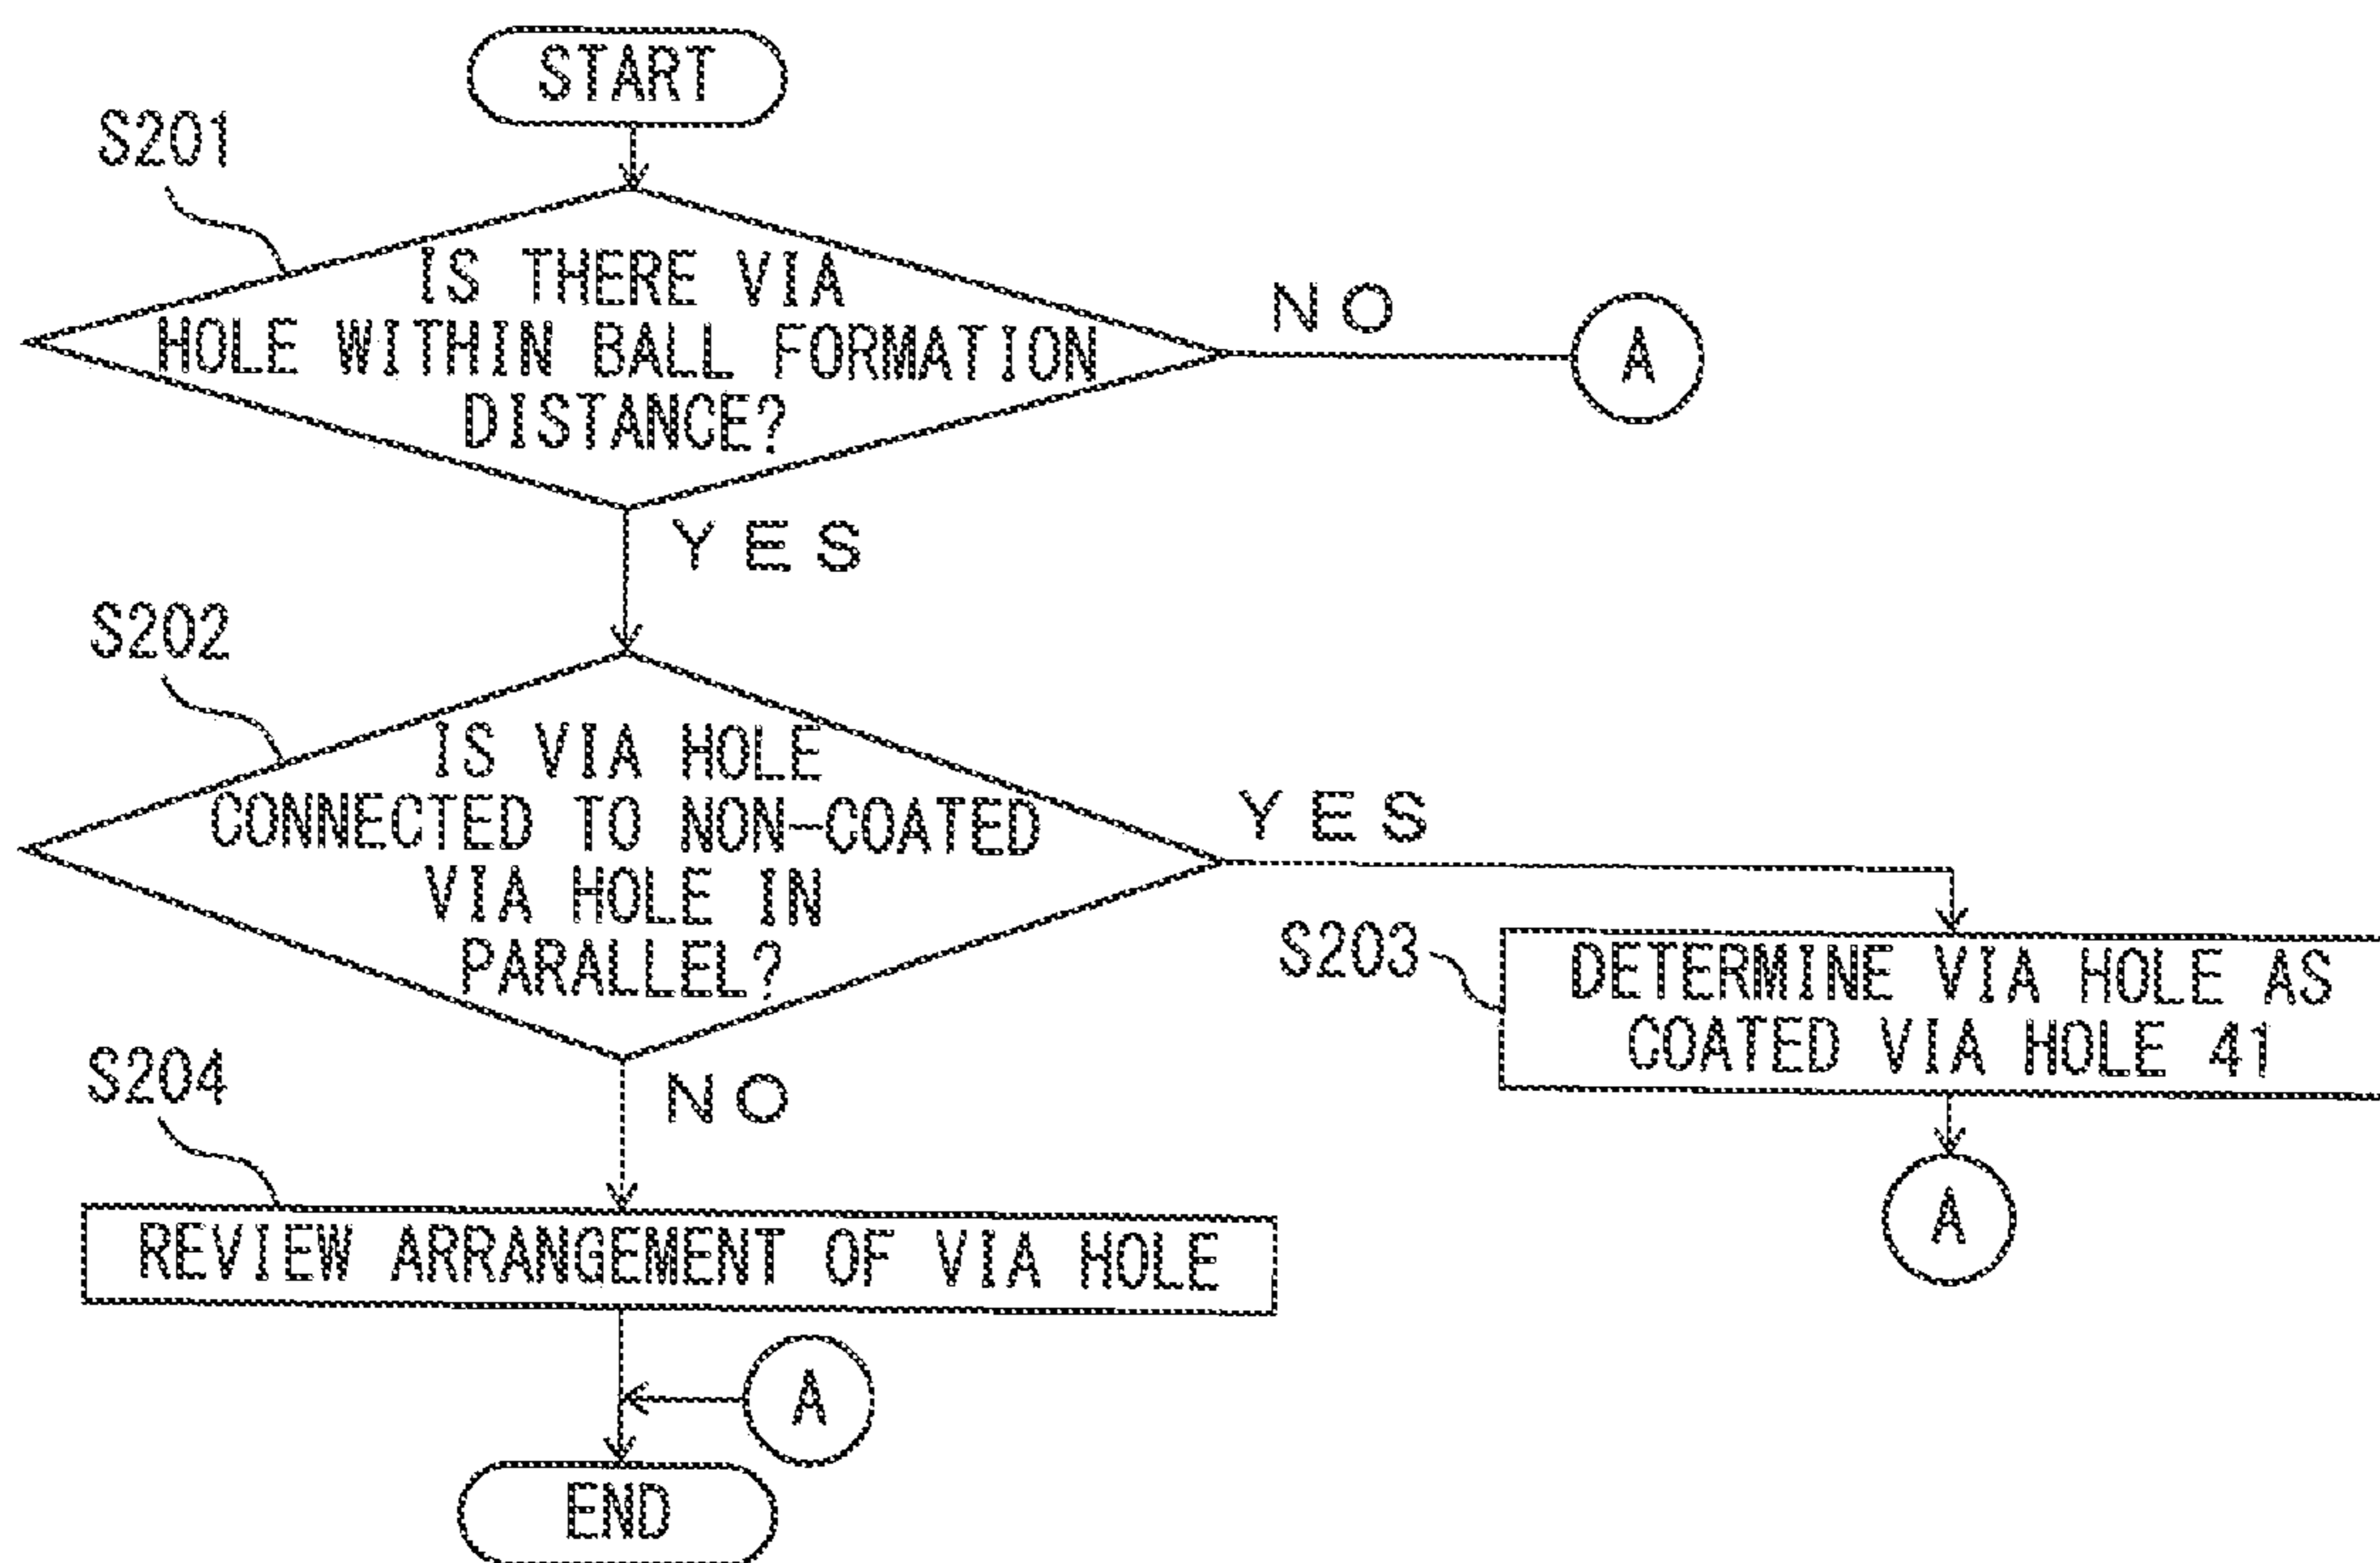 START
S201
IS THERE VIA
HOLE WITHIN BALL FORMATION
DISTANCE?
NO
A
YES
S202
IS VIA HOLE
CONNECTED TO NON-COATED
VIA HOLE IN
PARALLEL?
YES
S203
DETERMINE VIA HOLE AS
COATED VIA HOLE 41
A
NO
S204
REVIEW ARRANGEMENT OF VIA HOLE
A
END